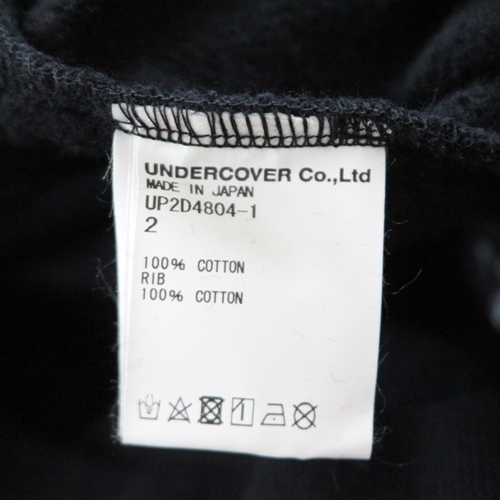 UNDERCOVER Co.,Ltd
MADE IN JAPAN
UP2D4804-1
2
100% COTTON
RIB
100% COTTON